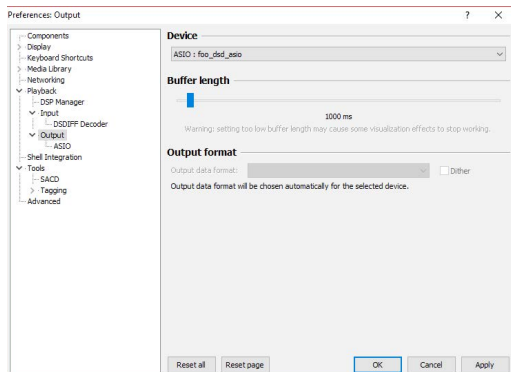 Preferences: Output
Components
Display
Keyboard Shortcuts
Media Library
Networking
Playback
DSP Manager
Input
DSDIFF Decoder
Output
ASIO
Shell Integration
Tools
SACD
Tagging
Advanced
Device
ASIO : foo_dsd_asio
Buffer length
1000 ms
Warning: setting too low buffer length may cause some visualization effects to stop working.
Output format
Output data format:
Dither
Output data format will be chosen automatically for the selected device.
Reset all
Reset page
OK
Cancel
Apply